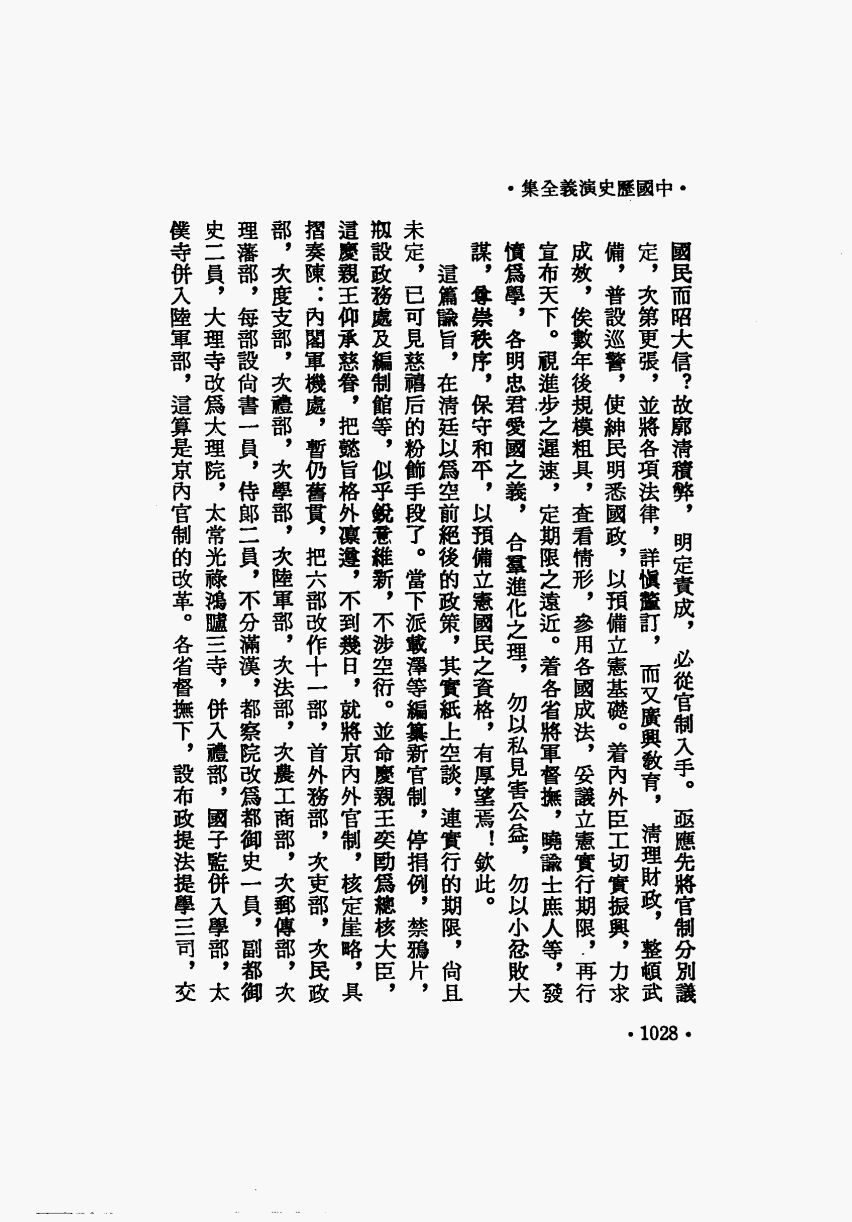 ·中國歷史演義全集·
國民而昭大信？故廓清積弊，明定責成，必從官制入手。亟應先將官制分別議
定，次第更張，並將各項法律，詳愼釐訂，而又廣興敎育，清理財政，整頓武
備，普設巡警，使紳民明悉國政，以預備立憲基礎。着內外臣工切實振興，力求
成效，俟數年後規模粗具，查看情形，參用各國成法，妥議立憲實行期限，再行
宣布天下。視進步之遲速，定期限之遠近。着各省將軍督撫，曉諭士庶人等，發
憤爲學，各明忠君愛國之義，合羣進化之理，勿以私見害公益，勿以小忿敗大
謀，尊崇秩序，保守和平，以預備立憲國民之資格，有厚望焉！欽此。
這篇諭旨，在清廷以爲空前絕後的政策，其實紙上空談，連實行的期限，尙且
未定，已可見慈禧后的粉飾手段了。當下派載澤等編纂新官制，停捐例，禁鴉片，
剏設政務處及編制館等，似乎銳意維新，不涉空衍。並命慶親王奕劻爲總核大臣，
這慶親王仰承慈眷，把懿旨格外凜遵，不到幾日，就將京內外官制，核定崖略，具
摺奏陳：內閣軍機處，暫仍舊貫，把六部改作十一部，首外務部，次吏部，次民政
部，次度支部，次禮部，次學部，次陸軍部，次法部，次農工商部，次郵傳部，次
理藩部，每部設尙書一員，侍郎二員，不分滿漢，都察院改爲都御史一員，副都御
史二員，大理寺改爲大理院，太常光祿鴻臚三寺，併入禮部，國子監併入學部，太
僕寺併入陸軍部，這算是京內官制的改革。各省督撫下，設布政提法提學三司，交
·1028·